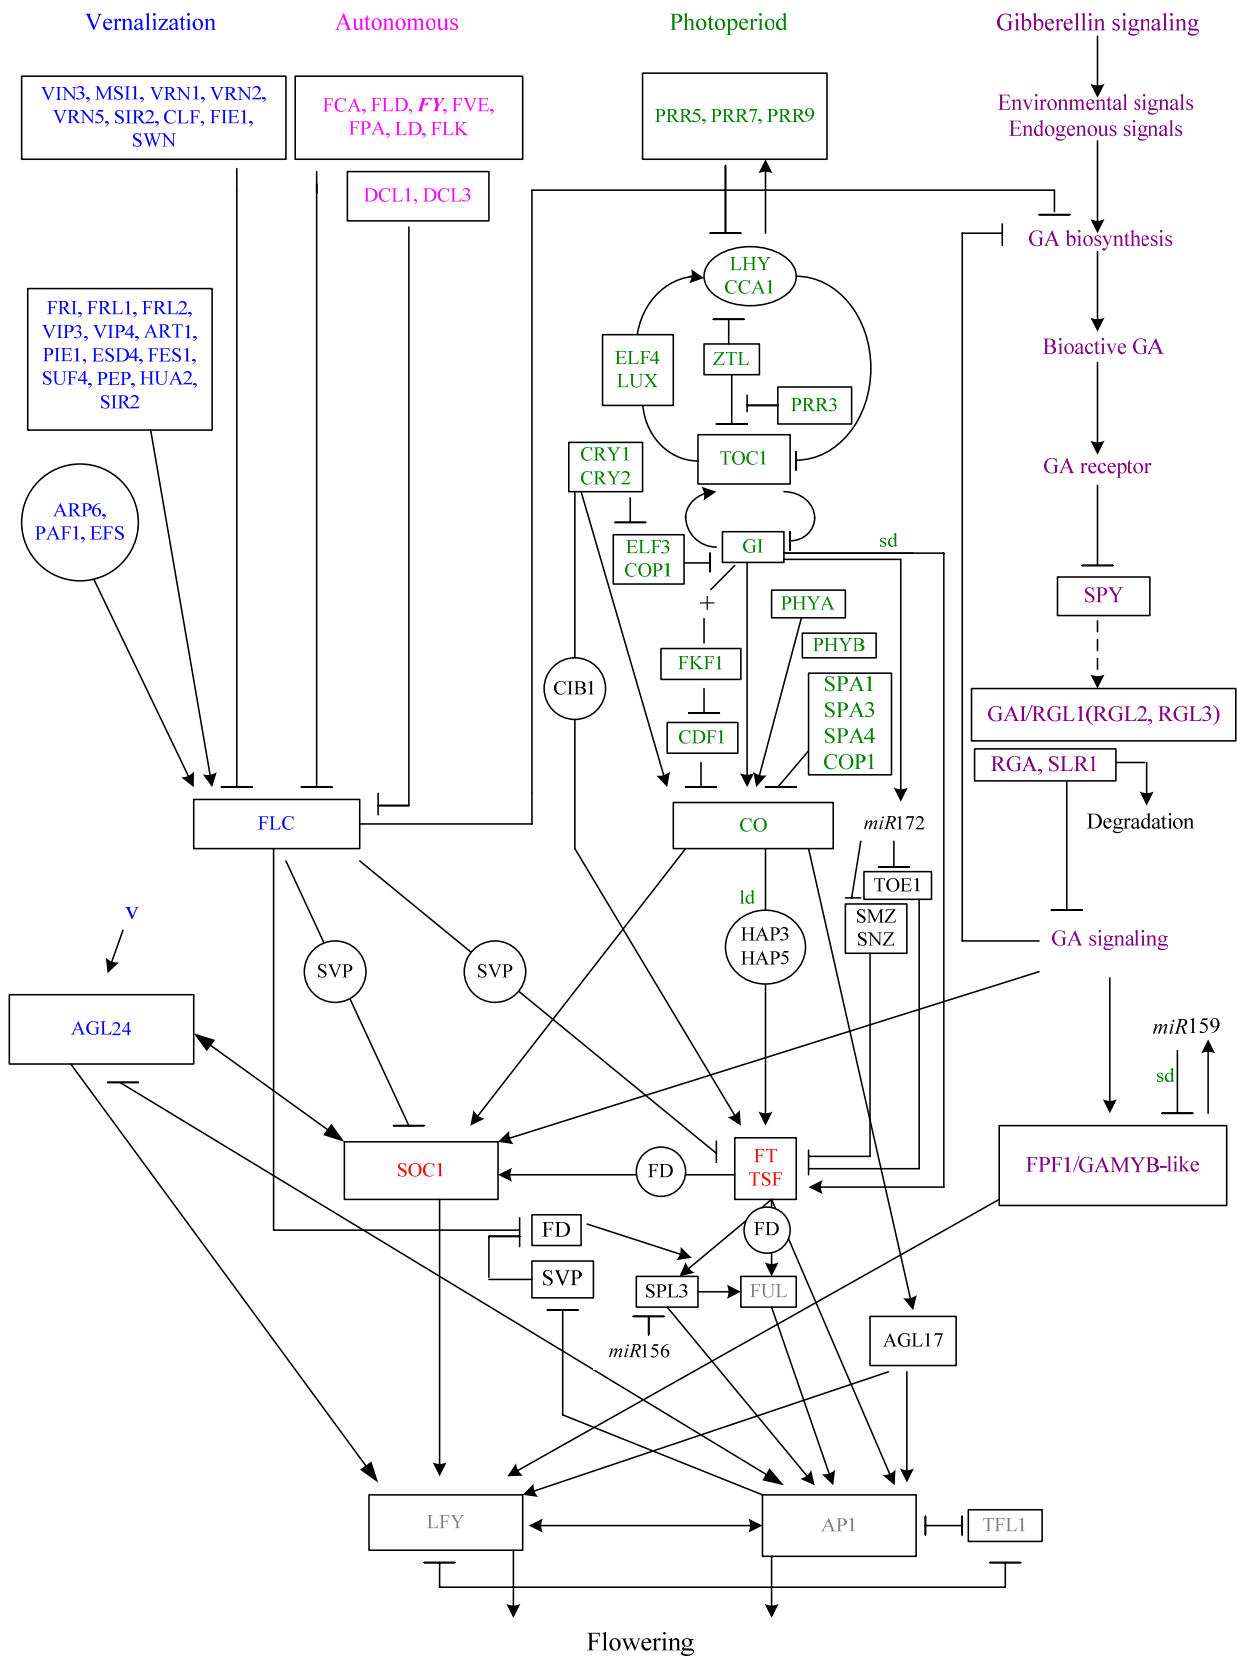 Vernalization
Autonomous
Photoperiod
Gibberellin signaling
VIN3, MSI1, VRN1, VRN2,
VRN5, SIR2, CLF, FIE1,
SWN
FCA, FLD, FY, FVE,
FPA, LD, FLK
PRR5, PRR7, PRR9
Environmental signals
Endogenous signals
DCL1, DCL3
GA biosynthesis
LHY
CCA1
FRI, FRL1, FRL2,
VIP3, VIP4, ART1,
PIE1, ESD4, FES1,
SUF4, PEP, HUA2,
SIR2
ELF4
LUX
ZTL
Bioactive GA
PRR3
CRY1
CRY2
TOC1
GA receptor
ARP6,
PAF1, EFS
ELF3
COP1
GI
sd
SPY
+
PHYA
PHYB
FKF1
CIB1
SPA1
SPA3
SPA4
COP1
GAI/RGL1(RGL2, RGL3)
CDF1
RGA, SLR1
Degradation
FLC
CO
miR172
TOE1
ld
SMZ
SNZ
HAP3
HAP5
GA signaling
v
SVP
SVP
AGL24
miR159
sd
SOC1
FD
FT
TSF
FPF1/GAMYB-like
FD
FD
SVP
SPL3
FUL
miR156
AGL17
LFY
AP1
TFL1
Flowering